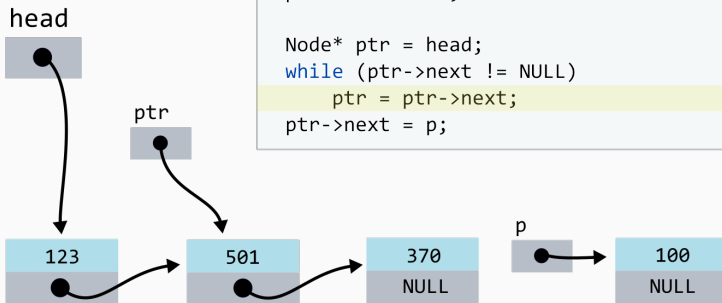 head
Node* ptr = head;
while (ptr->next != NULL)
ptr = ptr->next;
ptr->next = p;
ptr
p
123
501
370
100
NULL
NULL